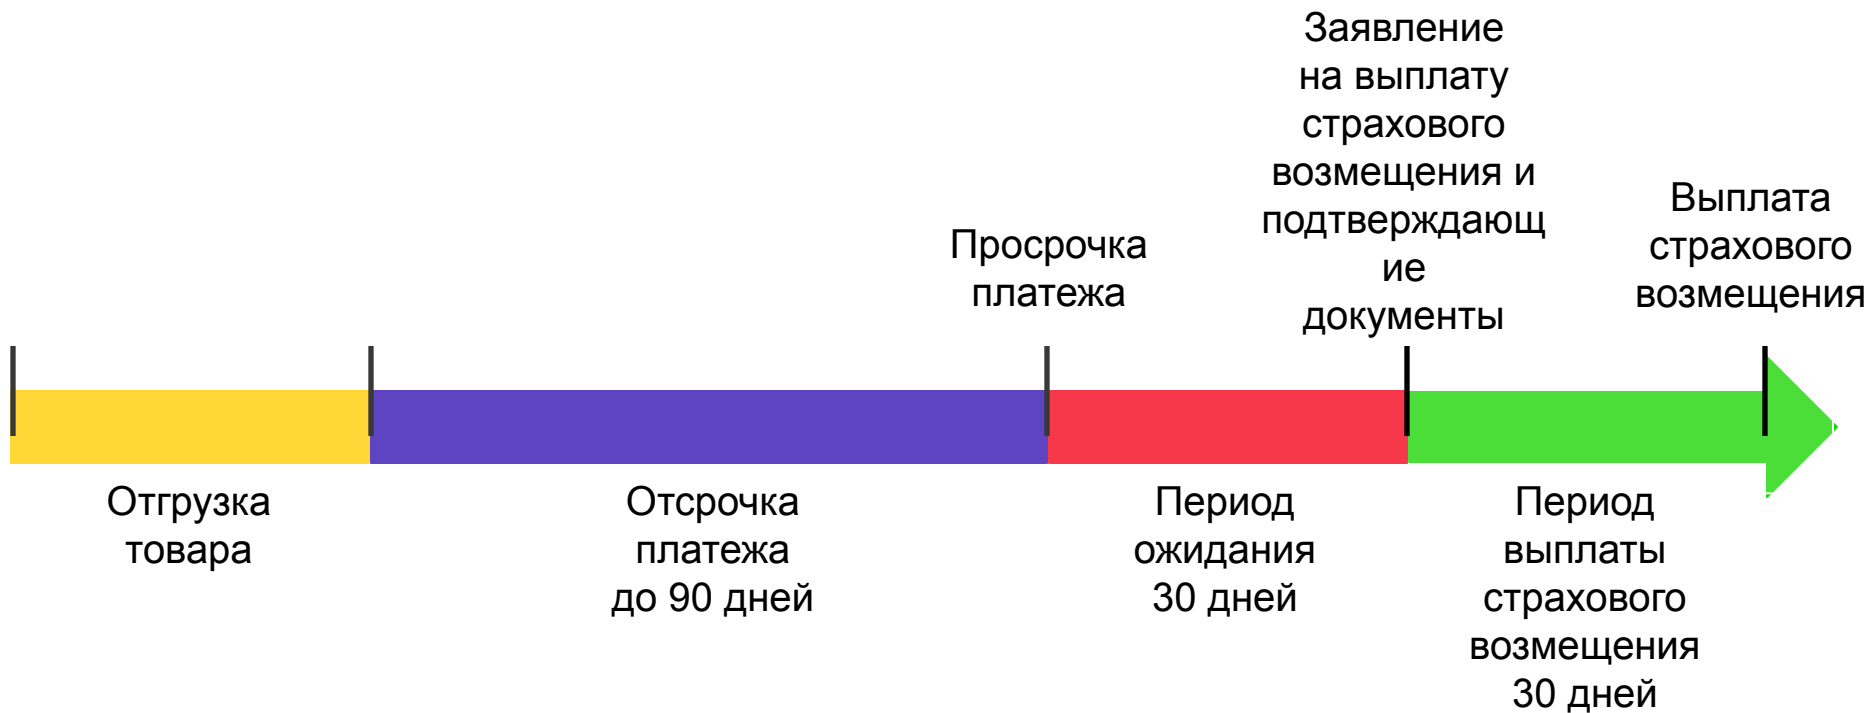 Заявление
на выплату
страхового
возмещения и
подтверждающ
ие
документы
Просрочка
платежа
Выплата
страхового
возмещения
Отгрузка
товара
Отсрочка
платежа
до 90 дней
Период
ожидания
30 дней
Период
выплаты
страхового
возмещения
30 дней